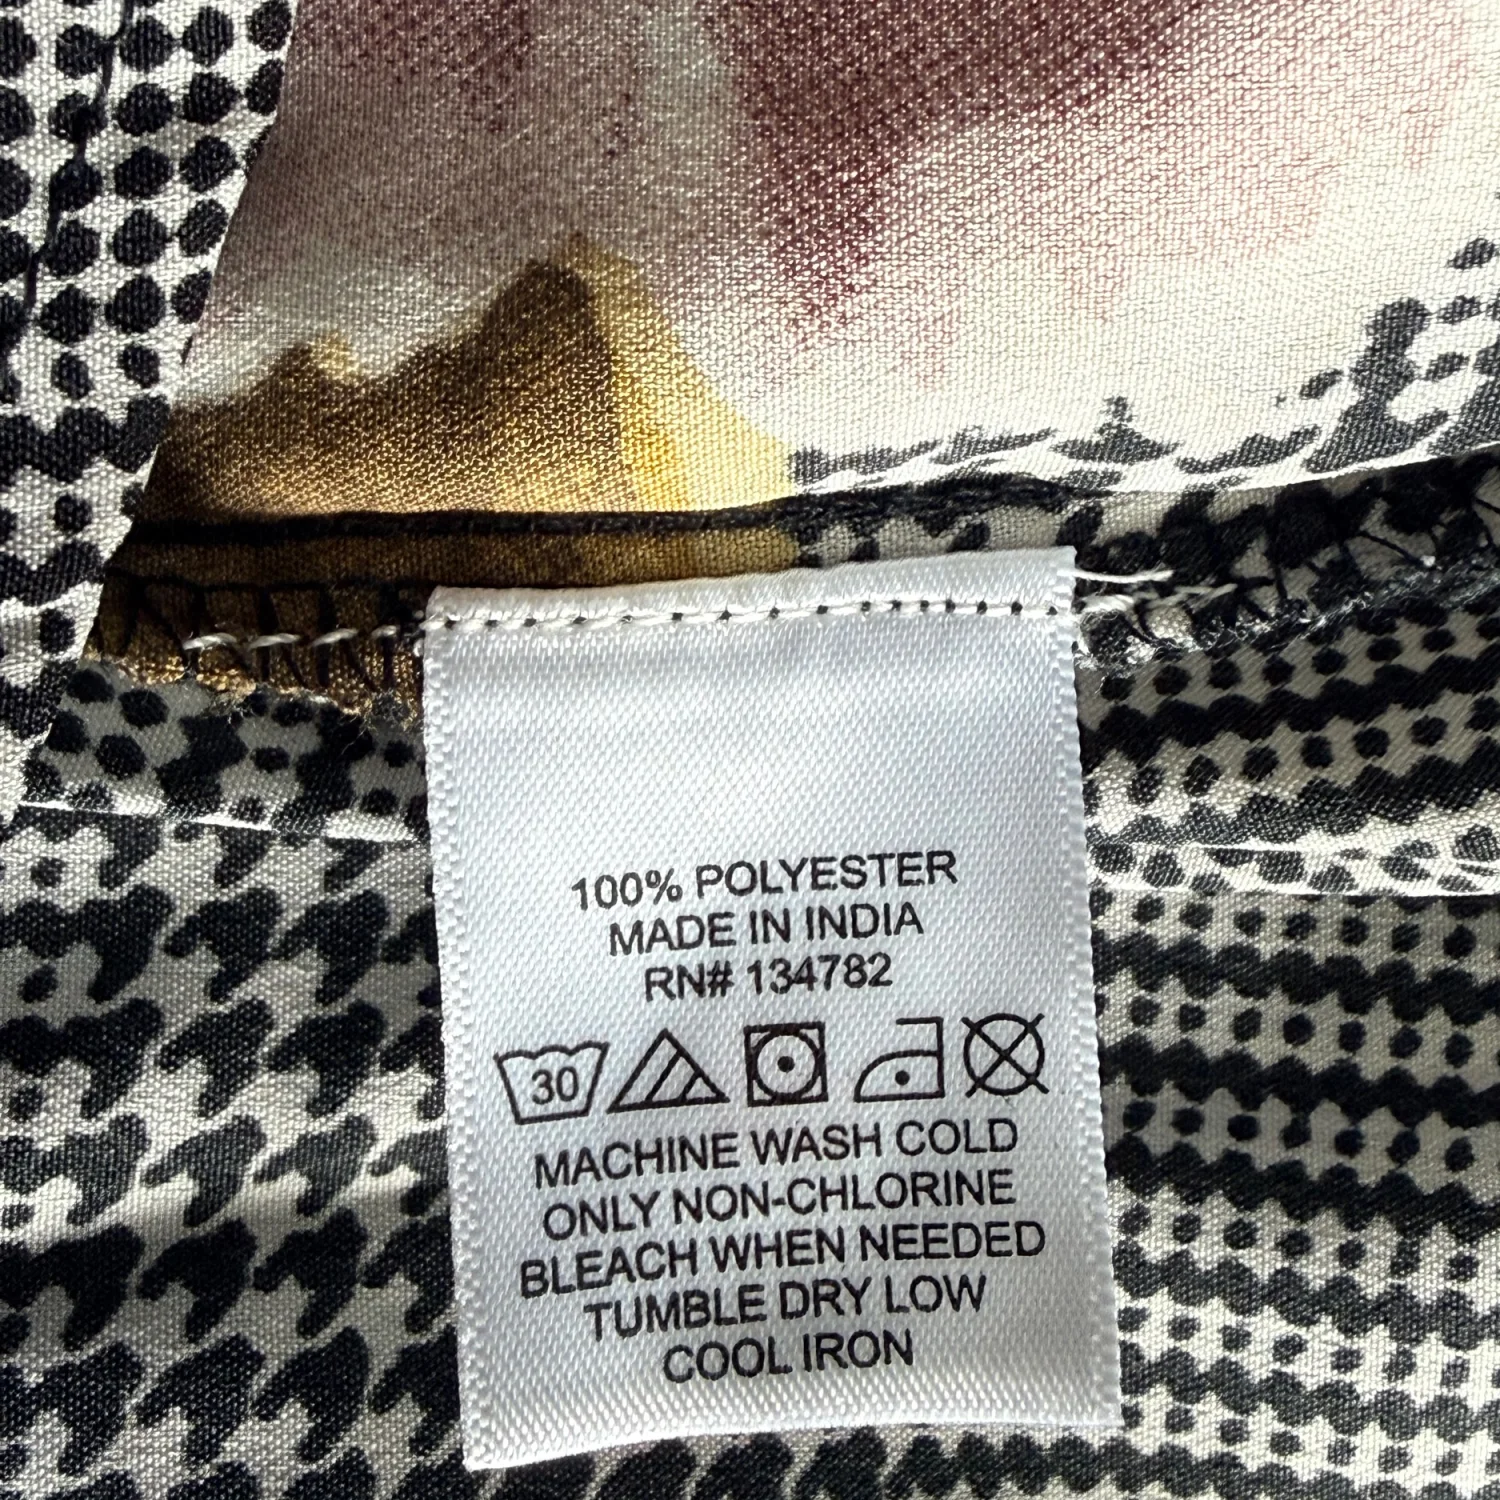 100% POLYESTER
MADE IN INDIA
RN# 134782
30
MACHINE WASH COLD
ONLY NON-CHLORINE
BLEACH WHEN NEEDED
TUMBLE DRY LOW
COOL IRON